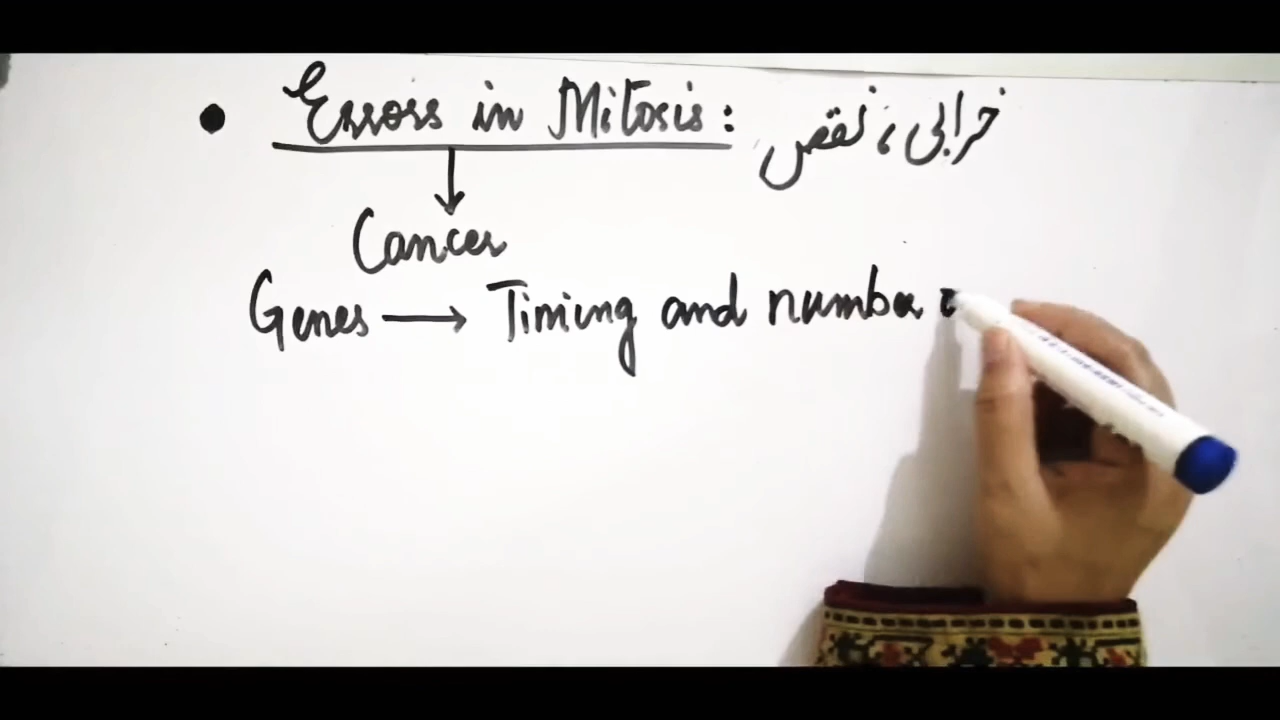 • Errors in Mitosis: خرابی، نقص
Cancer
Genes → Timing and number